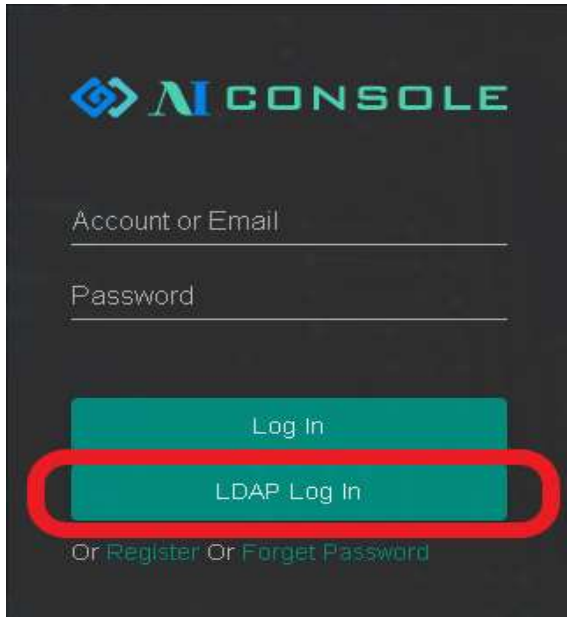 AI CONSOLE
Account or Email
Password
Log In
LDAP Log In
Or Register Or Forget Password